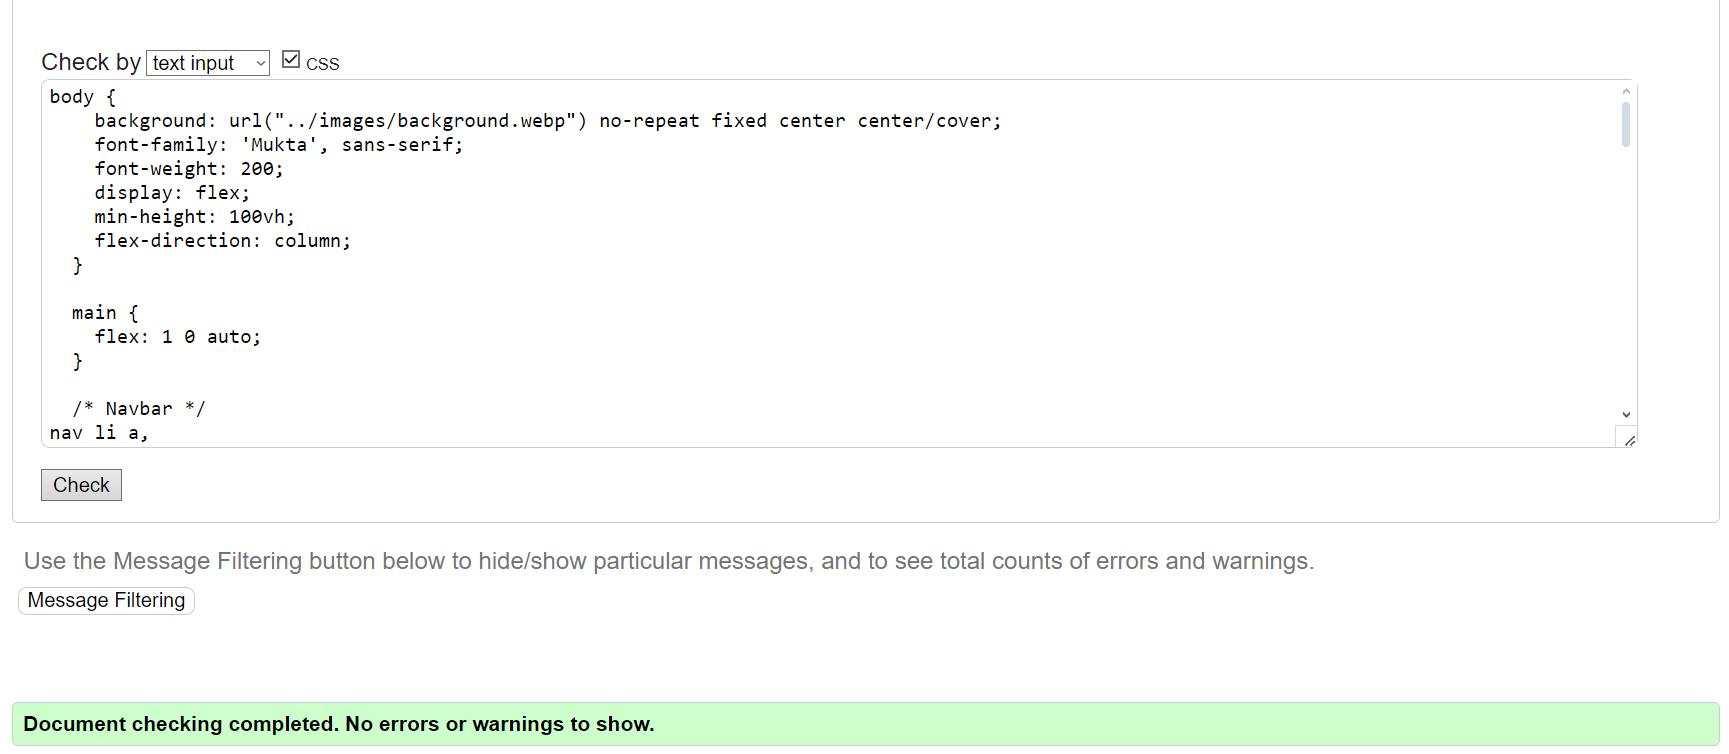 Check by text input CSS
body {
    background: url("../images/background.webp") no-repeat fixed center center/cover;
    font-family: 'Mukta', sans-serif;
    font-weight: 200;
    display: flex;
    min-height: 100vh;
    flex-direction: column;
  }
  main {
    flex: 1 0 auto;
  }
  /* Navbar */
nav li a,
Check
Use the Message Filtering button below to hide/show particular messages, and to see total counts of errors and warnings.
Message Filtering
Document checking completed. No errors or warnings to show.